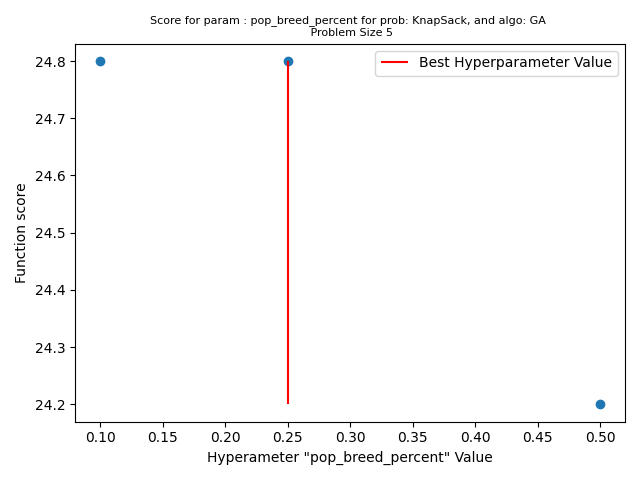 Score for param : pop_breed_percent for prob: KnapSack, and algo: GA
Problem Size 5
Best Hyperparameter Value
Function score
24.8
24.7
24.6
24.5
24.4
24.3
24.2
0.10 0.15 0.20 0.25 0.30 0.35 0.40 0.45 0.50
Hyperameter "pop_breed_percent" Value